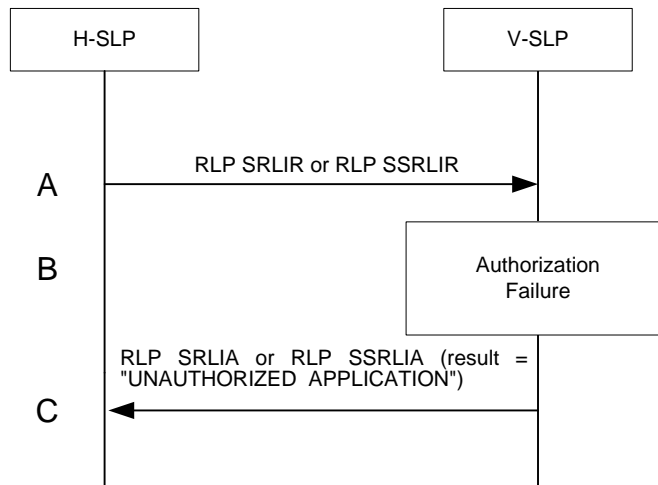 H-SLP
V-SLP
RLP SRLIR or RLP SSRLIR
A
B
Authorization
Failure
RLP SRLIA or RLP SSRLIA (result =
"UNAUTHORIZED APPLICATION")
C